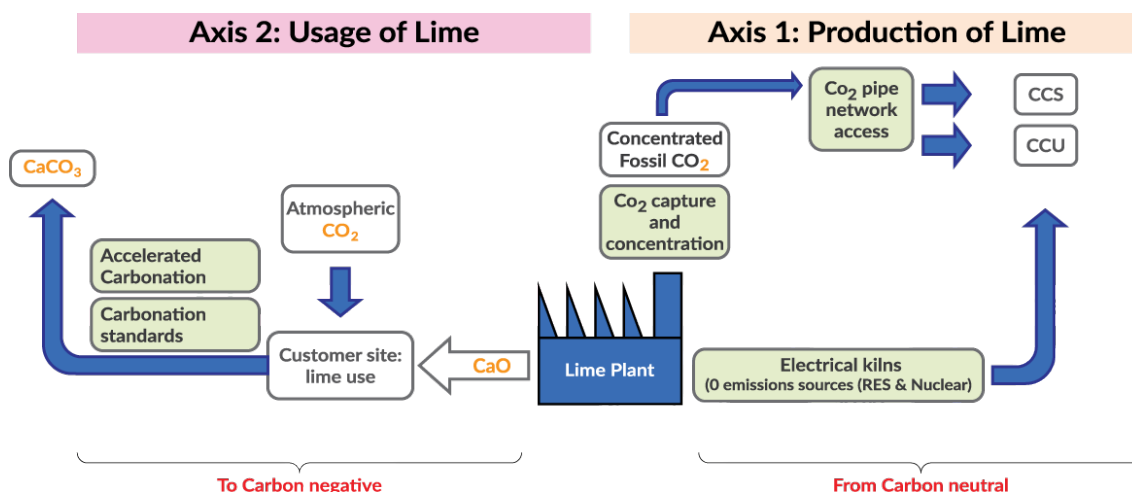 Axis 2: Usage of Lime
Axis 1: Production of Lime
Co2 pipe
network
access
CCS
CCU
Concentrated
Fossil CO2
Co2 capture
and
concentration
CaCO3
Atmospheric
CO2
Accelerated
Carbonation
Carbonation
standards
Customer site:
lime use
CaO
Lime Plant
Electrical kilns
(0 emissions sources (RES & Nuclear)
To Carbon negative
From Carbon neutral